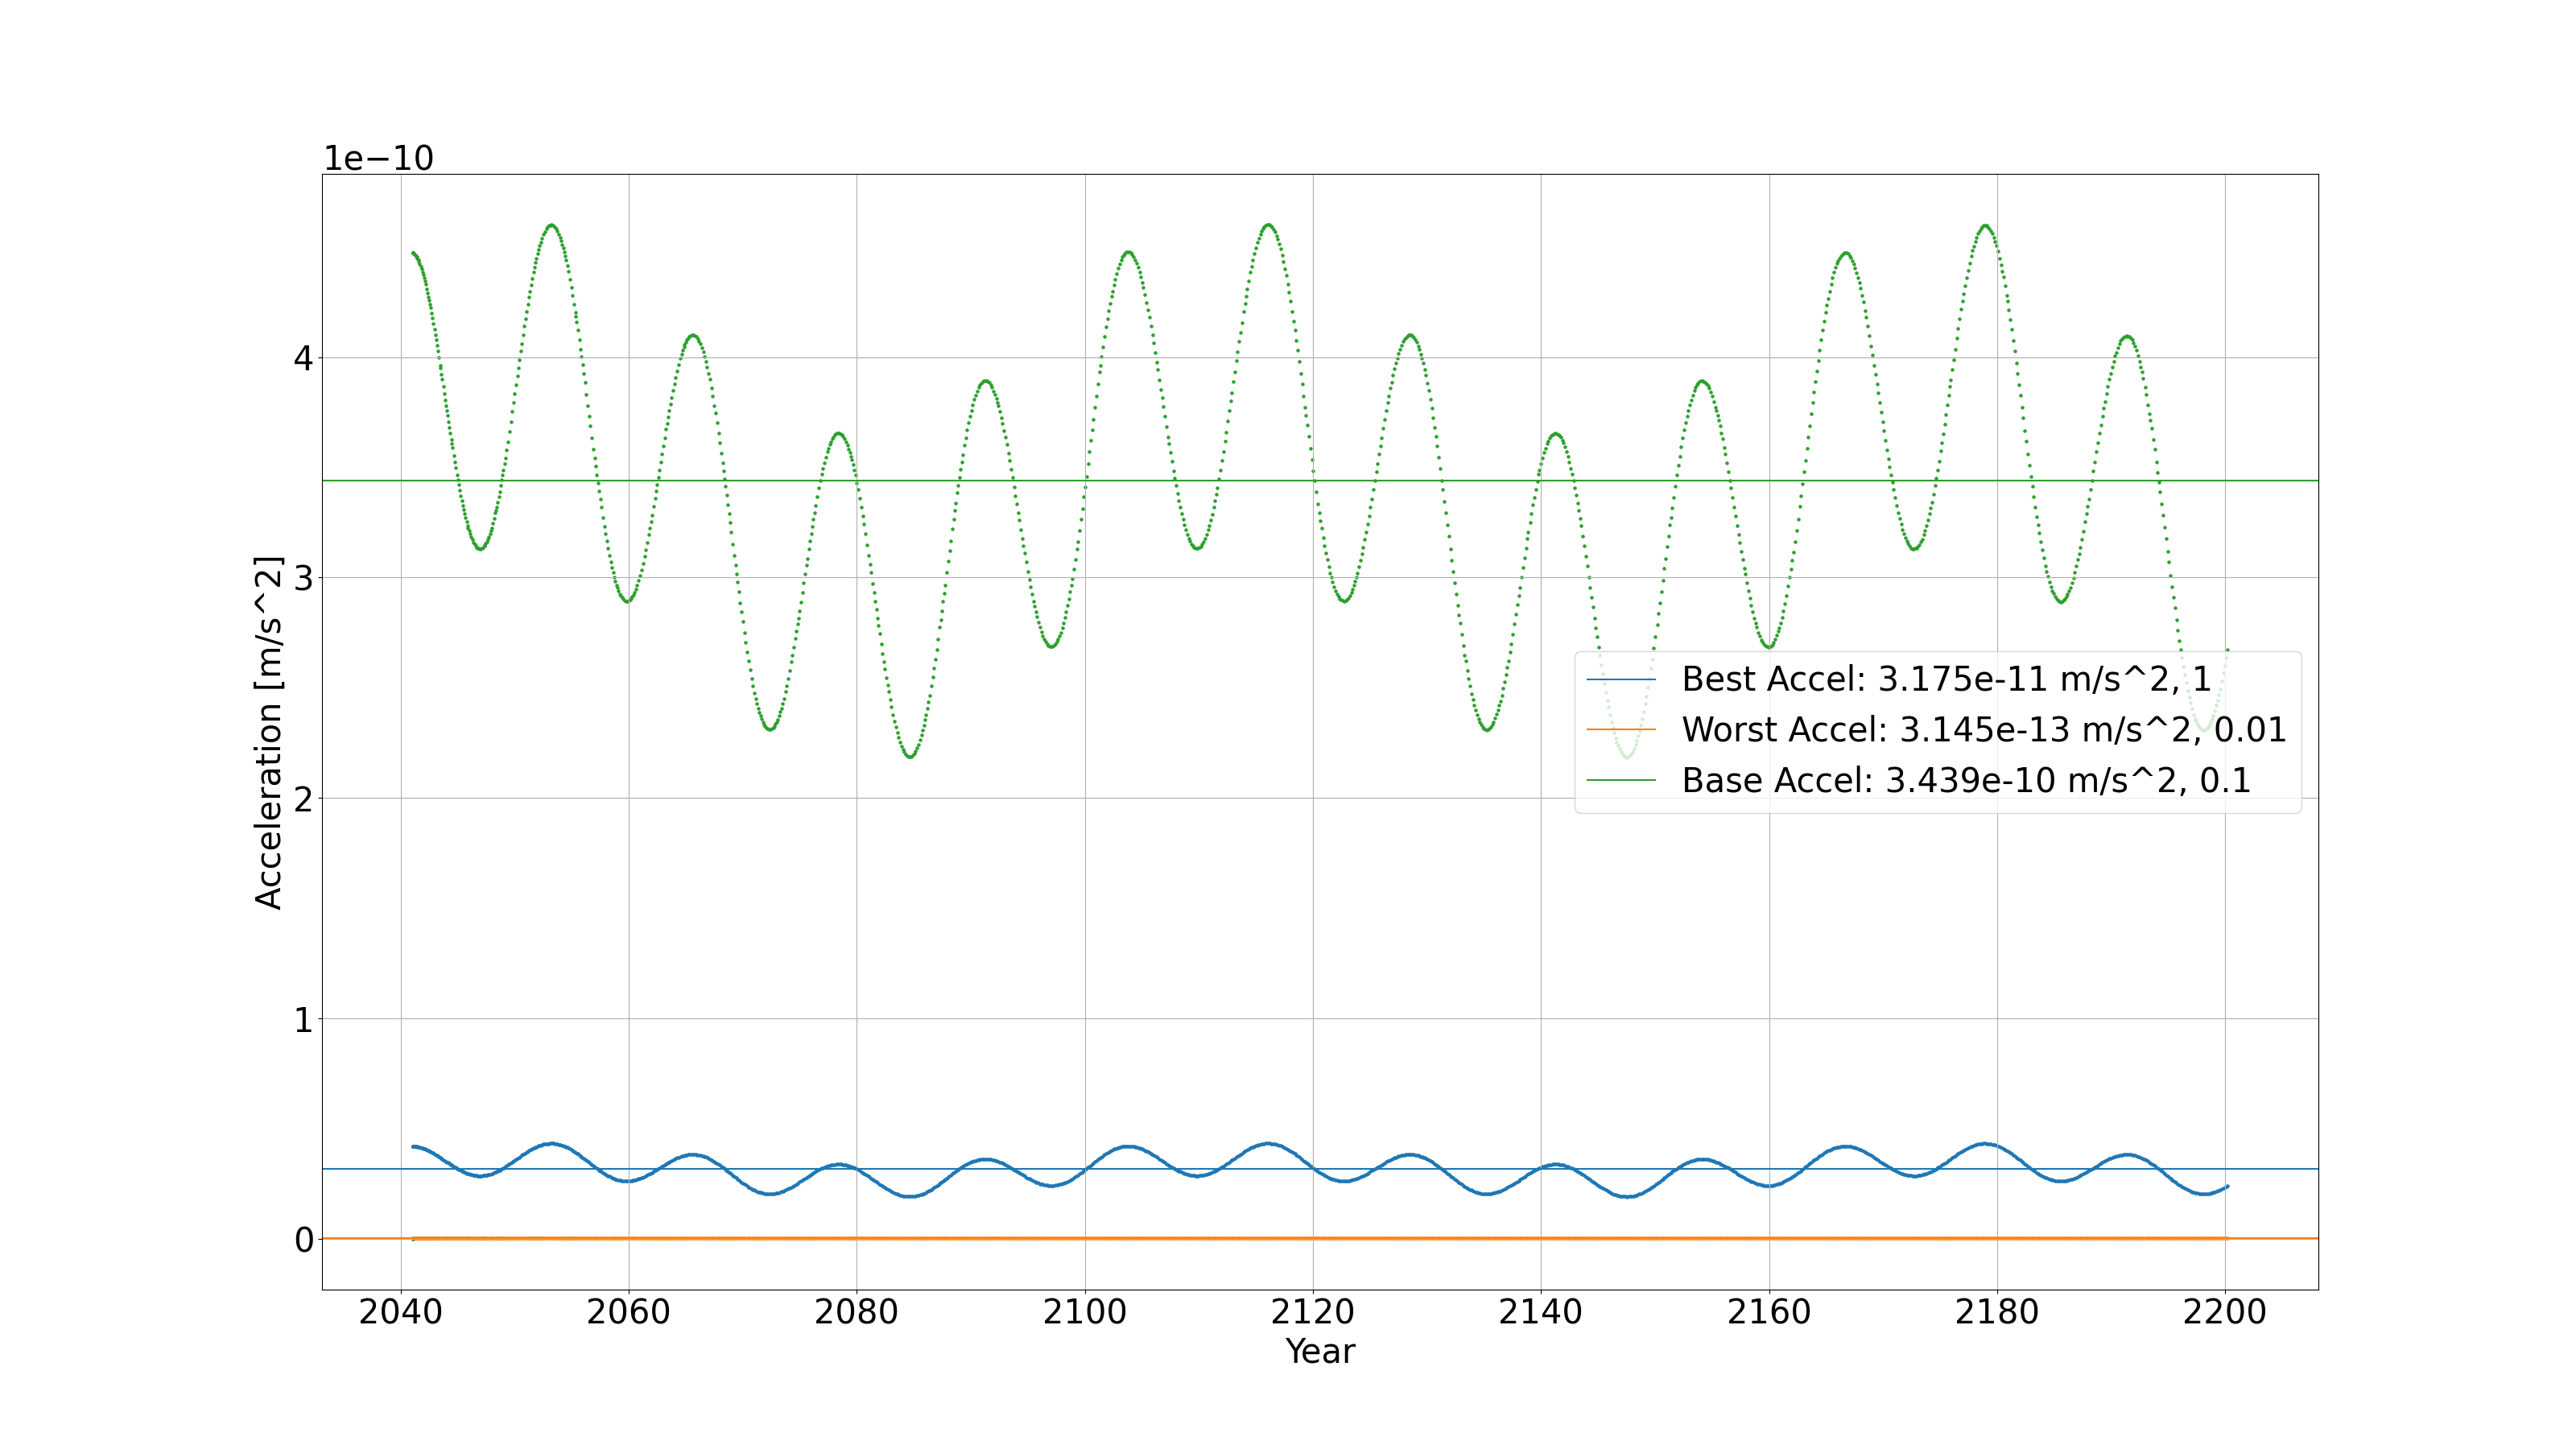 1e−10
4
3
2
1
0
Acceleration [m/s^2]
Best Accel: 3.175e-11 m/s^2, 1
Worst Accel: 3.145e-13 m/s^2, 0.01
Base Accel: 3.439e-10 m/s^2, 0.1
2040 2060 2080 2100 2120 2140 2160 2180 2200
Year